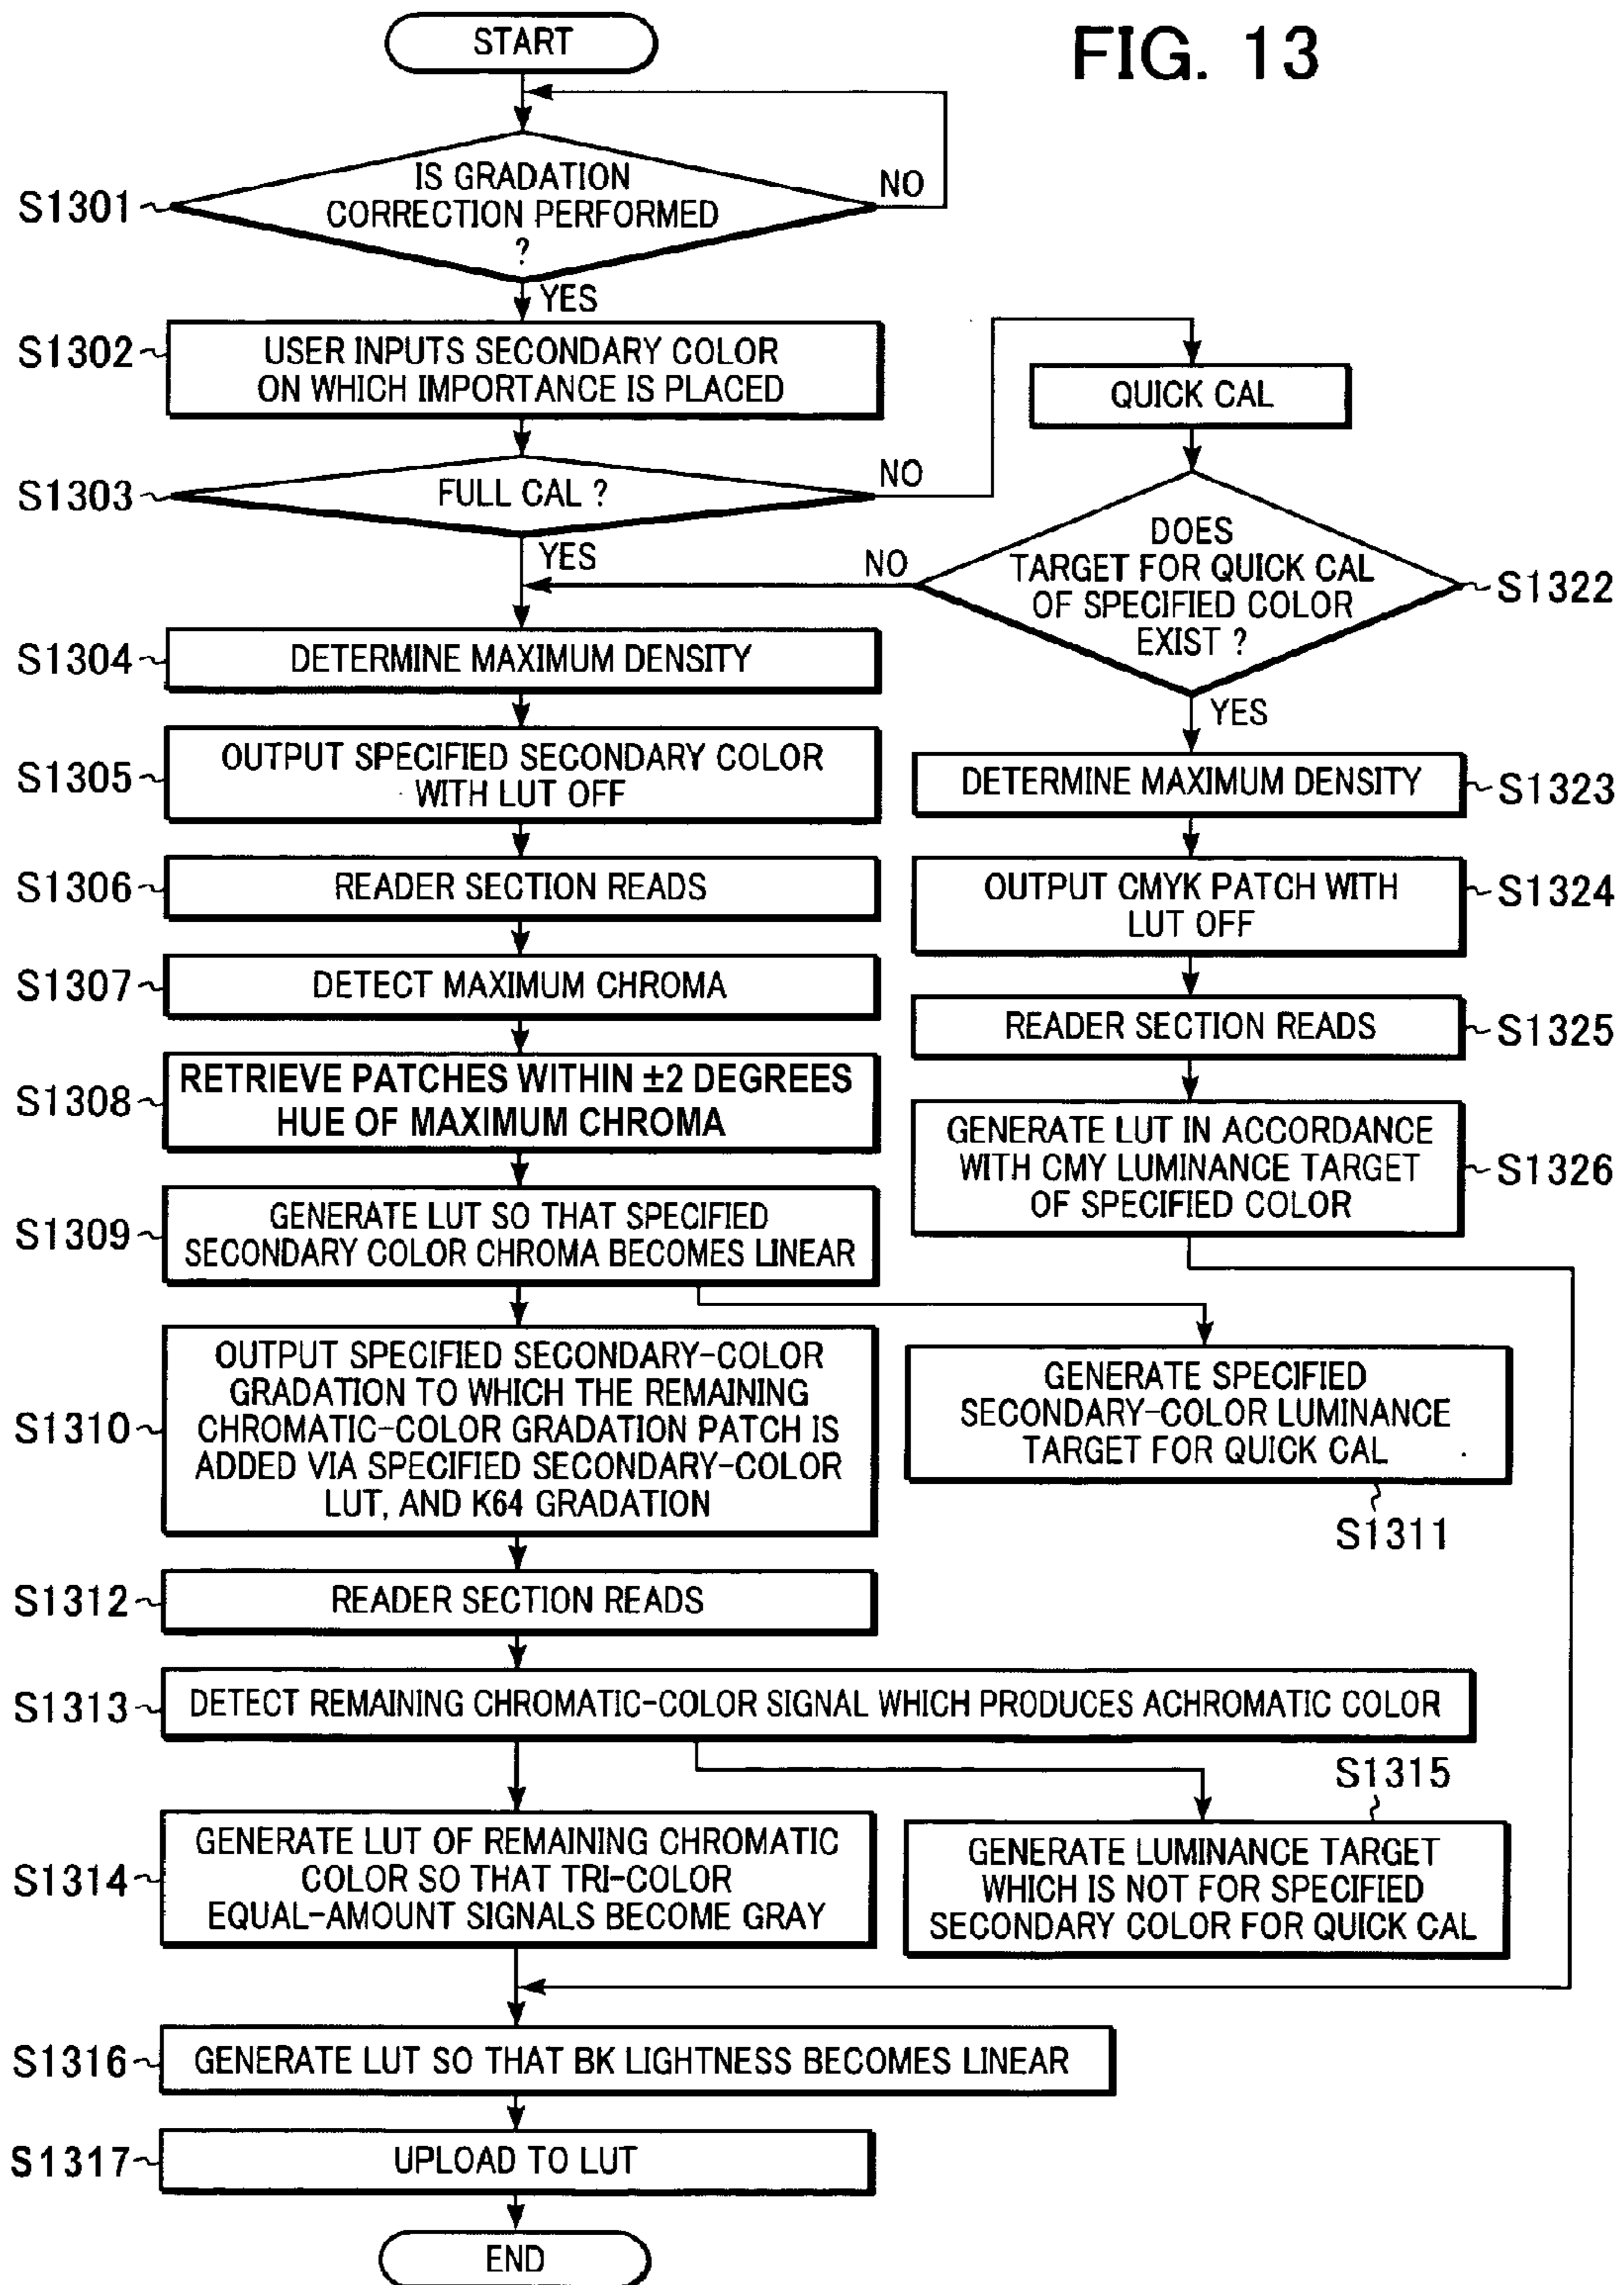 FIG. 13
START
S1301
IS GRADATION
CORRECTION PERFORMED
?
NO
YES
S1302
USER INPUTS SECONDARY COLOR
ON WHICH IMPORTANCE IS PLACED
S1303
FULL CAL ?
NO
YES
QUICK CAL
DOES
TARGET FOR QUICK CAL
OF SPECIFIED COLOR
EXIST ?
S1322
NO
YES
S1304
DETERMINE MAXIMUM DENSITY
S1305
OUTPUT SPECIFIED SECONDARY COLOR
WITH LUT OFF
S1306
READER SECTION READS
S1307
DETECT MAXIMUM CHROMA
S1308
RETRIEVE PATCHES WITHIN ±2 DEGREES
HUE OF MAXIMUM CHROMA
S1309
GENERATE LUT SO THAT SPECIFIED
SECONDARY COLOR CHROMA BECOMES LINEAR
DETERMINE MAXIMUM DENSITY
S1323
OUTPUT CMYK PATCH WITH
LUT OFF
S1324
READER SECTION READS
S1325
GENERATE LUT IN ACCORDANCE
WITH CMY LUMINANCE TARGET
OF SPECIFIED COLOR
S1326
S1310
OUTPUT SPECIFIED SECONDARY-COLOR
GRADATION TO WHICH THE REMAINING
CHROMATIC-COLOR GRADATION PATCH IS
ADDED VIA SPECIFIED SECONDARY-COLOR
LUT, AND K64 GRADATION
GENERATE SPECIFIED
SECONDARY-COLOR LUMINANCE
TARGET FOR QUICK CAL
S1311
S1312
READER SECTION READS
S1313
DETECT REMAINING CHROMATIC-COLOR SIGNAL WHICH PRODUCES ACHROMATIC COLOR
S1314
GENERATE LUT OF REMAINING CHROMATIC
COLOR SO THAT TRI-COLOR
EQUAL-AMOUNT SIGNALS BECOME GRAY
S1315
GENERATE LUMINANCE TARGET
WHICH IS NOT FOR SPECIFIED
SECONDARY COLOR FOR QUICK CAL
S1316
GENERATE LUT SO THAT BK LIGHTNESS BECOMES LINEAR
S1317
UPLOAD TO LUT
END